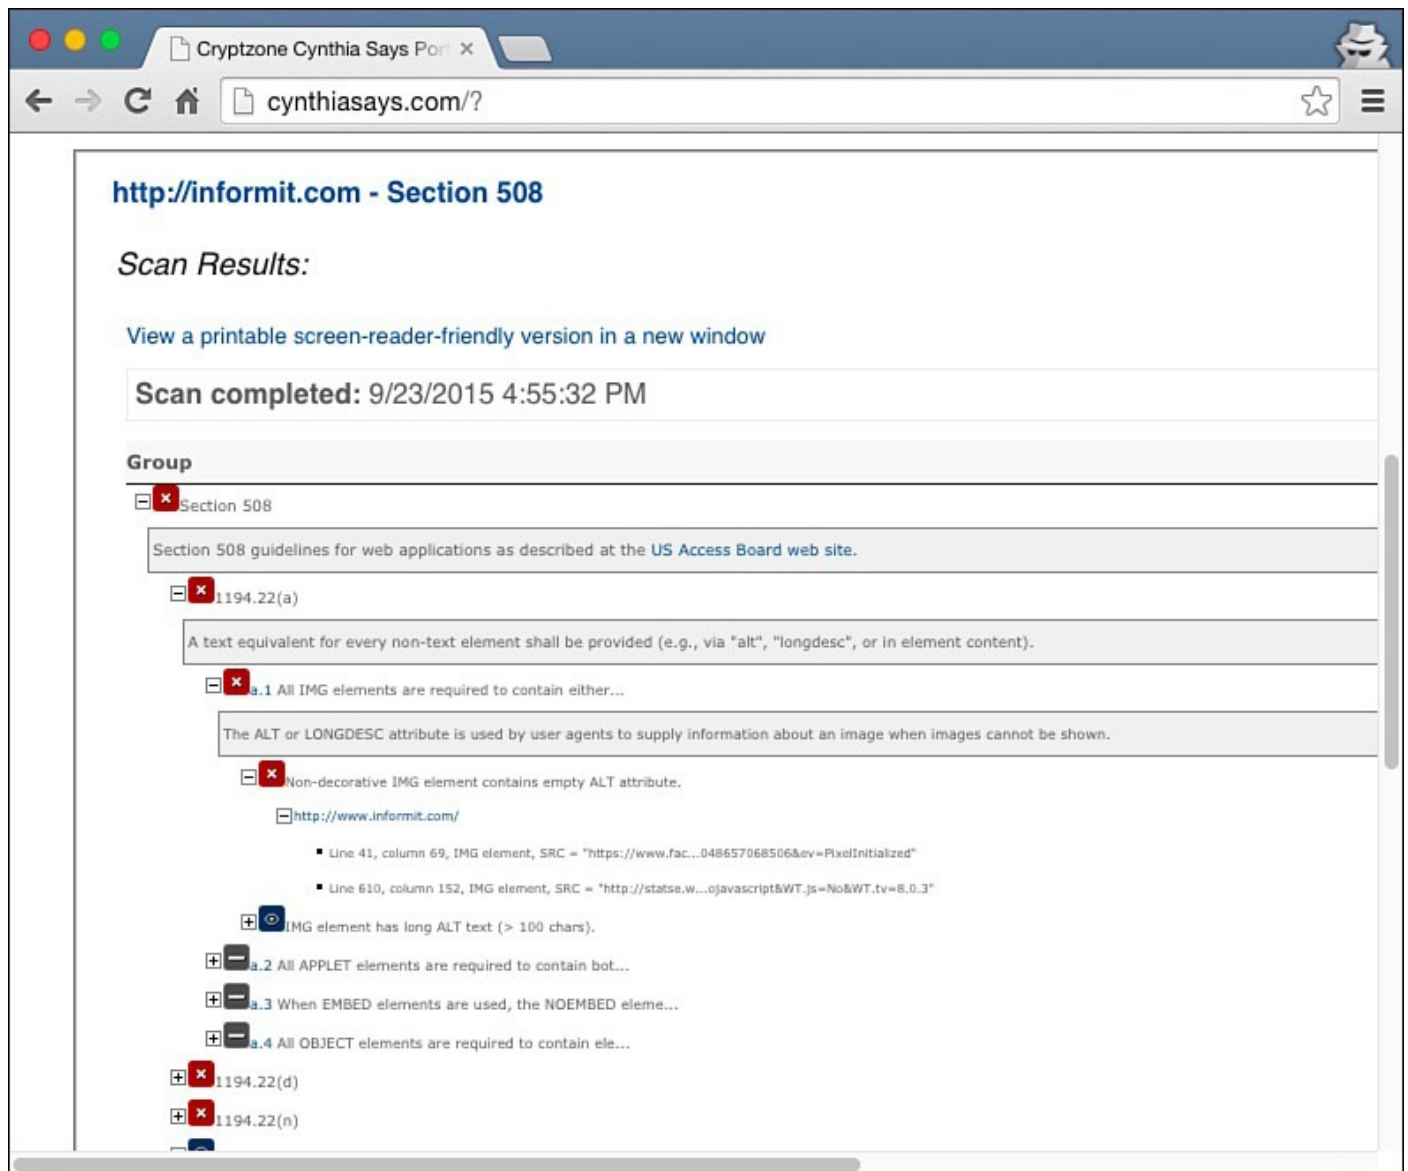 Cryptzone Cynthia Says Por
cynthiasays.com/?
http://informit.com - Section 508
Scan Results:
View a printable screen-reader-friendly version in a new window
Scan completed: 9/23/2015 4:55:32 PM
Group
Section 508
Section 508 guidelines for web applications as described at the US Access Board web site.
1194.22(a)
A text equivalent for every non-text element shall be provided (e.g., via "alt", "longdesc", or in element content).
a.1 All IMG elements are required to contain either...
The ALT or LONGDESC attribute is used by user agents to supply information about an image when images cannot be shown.
Non-decorative IMG element contains empty ALT attribute.
http://www.informit.com/
Line 41, column 69, IMG element, SRC = "https://www.fac...048657068506&ev=PixelInitialized"
Line 610, column 152, IMG element, SRC = "http://statse.w...ojavascript&WT.js=No&WT.tv=8.0.3"
IMG element has long ALT text (> 100 chars).
a.2 All APPLET elements are required to contain bot...
a.3 When EMBED elements are used, the NOEMBED eleme...
a.4 All OBJECT elements are required to contain ele...
1194.22(d)
1194.22(n)